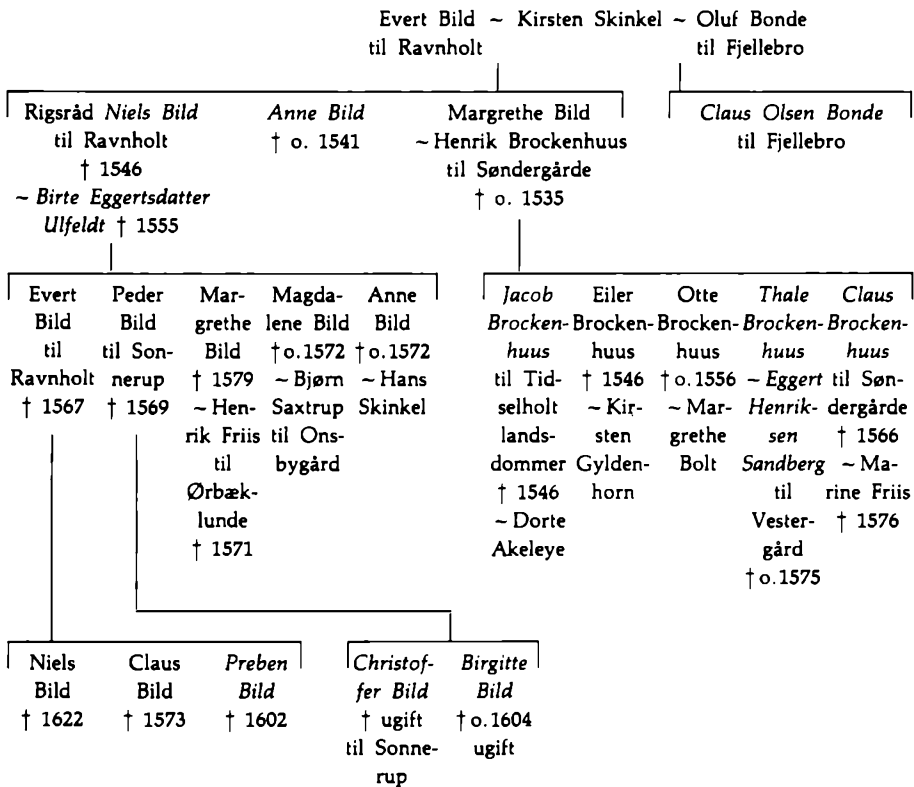 Evert Bild ~ Kirsten Skinkel ~ Oluf Bonde
til Ravnholt
til Fjellebro
Rigsråd Niels Bild
til Ravnholt
† 1546
~ Birte Eggertsdatter
Ulfeldt † 1555
Anne Bild
† o. 1541
Margrethe Bild
~ Henrik Brockenhuus
til Søndergårde
† o. 1535
Claus Olsen Bonde
til Fjellebro
Evert
Bild
til
Ravnholt
† 1567
Peder
Bild
til Son-
nerup
† 1569
Mar-
grethe
Bild
† 1579
~ Hen-
rik Friis
til
Ørbæk-
lunde
† 1571
Magda-
lene Bild
† o. 1572
~ Bjørn
Saxtrup
til Ons-
bygård
Anne
Bild
† o. 1572
~ Hans
Skinkel
Jacob
Brocken-
huus
til Tid-
selholt
lands-
dommer
† 1546
~ Dorte
Akeleye
Eiler
Brocken-
huus
† 1546
~ Kir-
sten
Gylden-
horn
Otte
Brocken-
huus
† o. 1556
~ Mar-
grethe
Bolt
Thale
Brocken-
huus
~ Eggert
Henrik-
sen
Sandberg
til
Vester-
gård
† o. 1575
Claus
Brocken-
huus
til Søn-
dergårde
† 1566
~ Ma-
rine Friis
† 1576
Niels
Bild
† 1622
Claus
Bild
† 1573
Preben
Bild
† 1602
Christof-
fer Bild
† ugift
til Sonne-
rup
Birgitte
Bild
† o. 1604
ugift